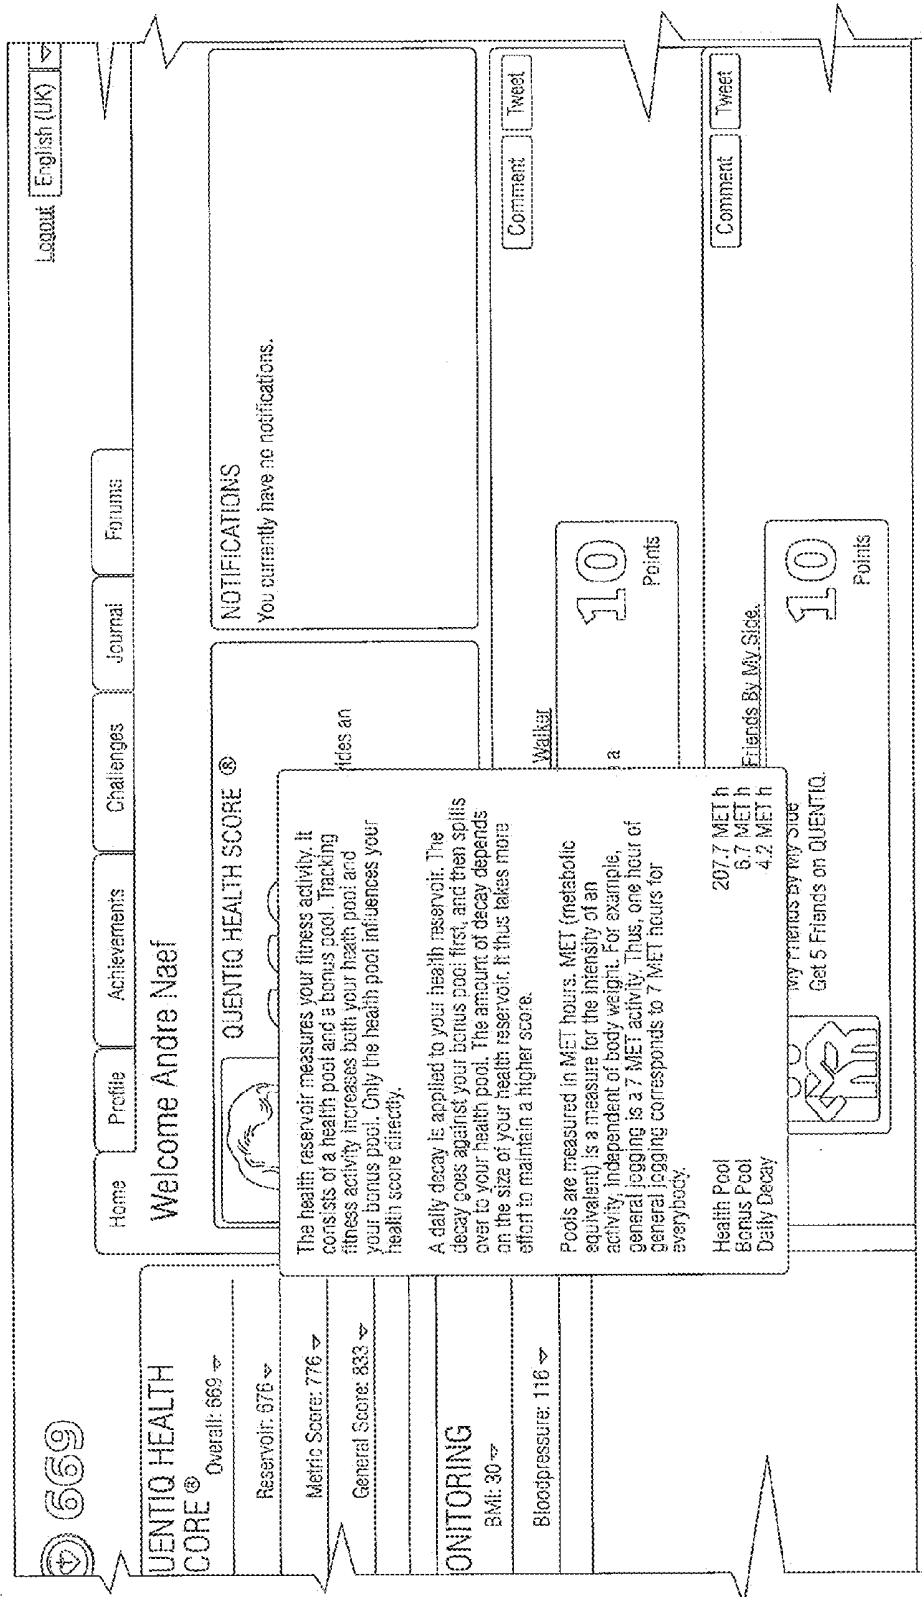 669
Logout English (UK)
Home Profile Achievements Challenges Journal Forums
Welcome Andre Naef
UENTIQ HEALTH
CORE ®
Overall: 669
Reservoir: 676
Metric Score: 776
General Score: 833
ONITORING
BMI: 30
Bloodpressure: 116
QUENTIQ HEALTH SCORE ®
NOTIFICATIONS
You currently have no notifications.
The health reservoir measures your fitness activity. It
consists of a health pool and a bonus pool. Tracking
fitness activity increases both your health pool and
your bonus pool. Only the health pool influences your
health score directly.
A daily decay is applied to your health reservoir. The
decay goes against your bonus pool first, and then spills
over to your health pool. The amount of decay depends
on the size of your health reservoir. It thus takes more
effort to maintain a higher score.
Pools are measured in MET hours. MET (metabolic
equivalent) is a measure for the intensity of an
activity, independent of body weight. For example,
general jogging is a 7 MET activity. Thus, one hour of
general jogging corresponds to 7 MET hours for
everybody.
Health Pool 207.7 MET h
Bonus Pool 6.7 MET h
Daily Decay 4.2 MET h
Walker
a
10
Points
Comment Tweet
Friends By My Side.
My Friends By My Side
Get 5 Friends on QUENTIQ.
10
Points
Comment Tweet